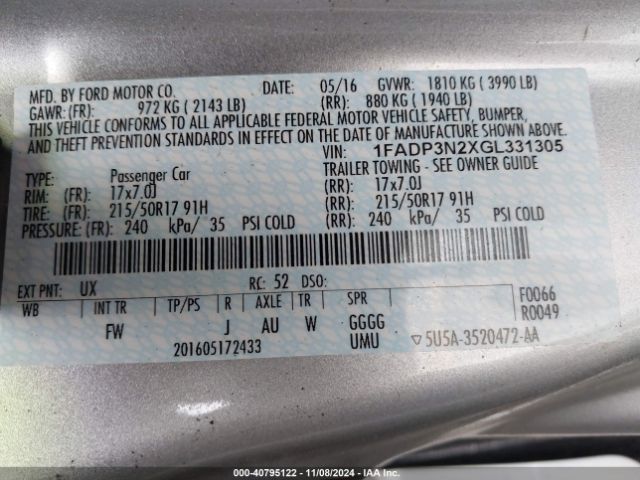 MFD. BY FORD MOTOR CO. DATE: 05/16 GVWR: 1810 KG ( 3990 LB)
GAWR:(FR): 972 KG ( 2143 LB) (RR): 880 KG ( 1940 LB)
THIS VEHICLE CONFORMS TO ALL APPLICABLE FEDERAL MOTOR VEHICLE SAFETY, BUMPER,
AND THEFT PREVENTION STANDARDS IN EFFECT ON THE DATE OF MANUFACTURE SHOWN ABOVE.
VIN: 1FADP3N2XGL331305
TYPE: Passenger Car TRAILER TOWING - SEE OWNER GUIDE
RIM: (FR): 17x7.0J (RR): 17x7.0J
TIRE: (FR): 215/50R17 91H (RR): 215/50R17 91H
PRESSURE: (FR): 240 kPa/ 35 PSI COLD (RR): 240 kPa/ 35 PSI COLD
EXT PNT: UX RC: 52 DSO:
WB INT TR TP/PS R AXLE TR SPR F0066
FW J AU W GGGG R0049
201605172433 UMU 5U5A-3520472-AA
000-40795122 - 11/08/2024 - IAAI.com